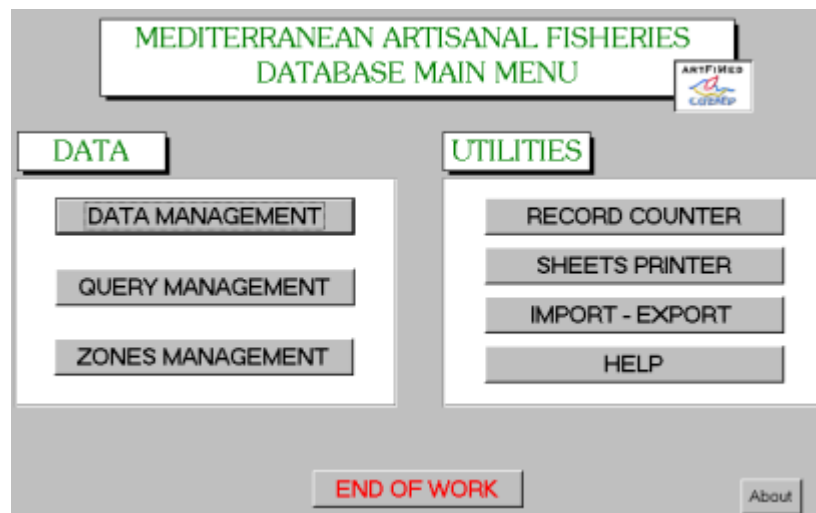 MEDITERRANEAN ARTISANAL FISHERIES
DATABASE MAIN MENU
ARTFIMED
COPEMED
DATA
DATA MANAGEMENT
QUERY MANAGEMENT
ZONES MANAGEMENT
UTILITIES
RECORD COUNTER
SHEETS PRINTER
IMPORT - EXPORT
HELP
END OF WORK
About